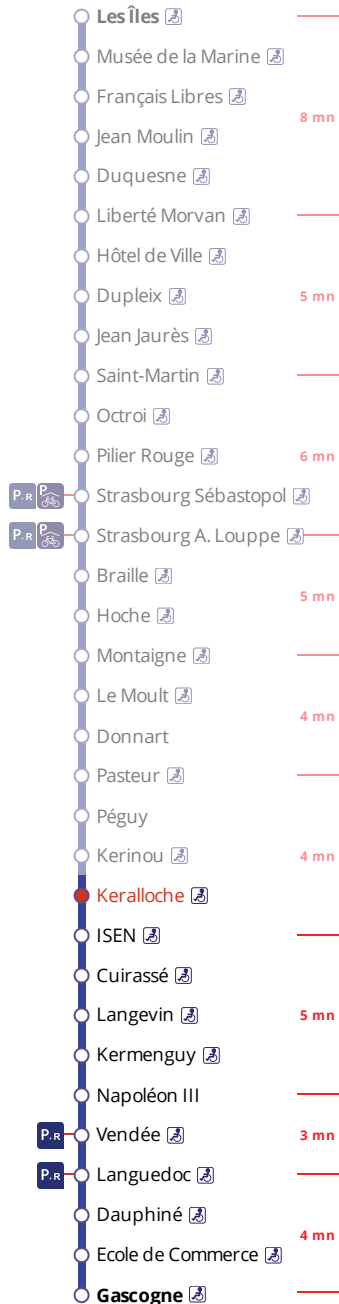 Les Îles
Musée de la Marine
Français Libres
8 mn
Jean Moulin
Duquesne
Liberté Morvan
Hôtel de Ville
Dupleix 5 mn
Jean Jaurès
Saint-Martin
Octroi
Pilier Rouge 6 mn
P+R P Strasbourg Sébastopol
P+R P Strasbourg A. Louppe
Braille
5 mn
Hoche
Montaigne
Le Moult
4 mn
Donnart
Pasteur
Péguy
Kerinou 4 mn
Keralloche
ISEN
Cuirassé
Langevin 5 mn
Kermenguy
Napoléon III
P+R Vendée 3 mn
P+R Languedoc
Dauphiné
4 mn
Ecole de Commerce
Gascogne